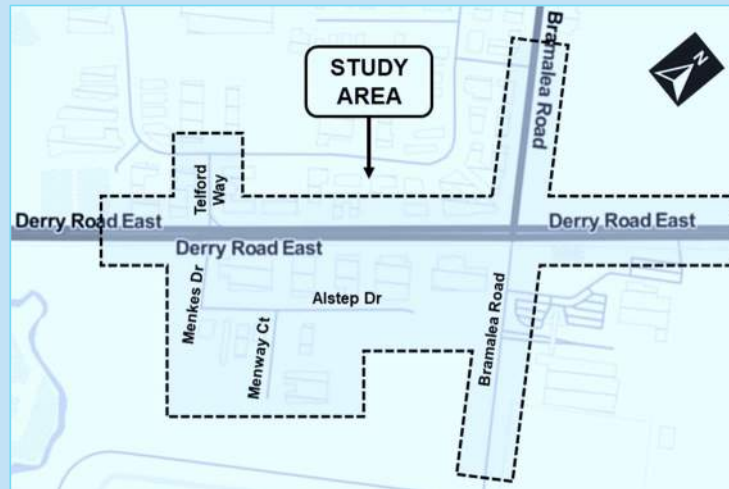 STUDY
AREA
Bramalea Road
N
Telford
Way
Derry Road East
Derry Road East
Derry Road East
Menkes Dr
Alstep Dr
Menway Ct
Bramalea Road